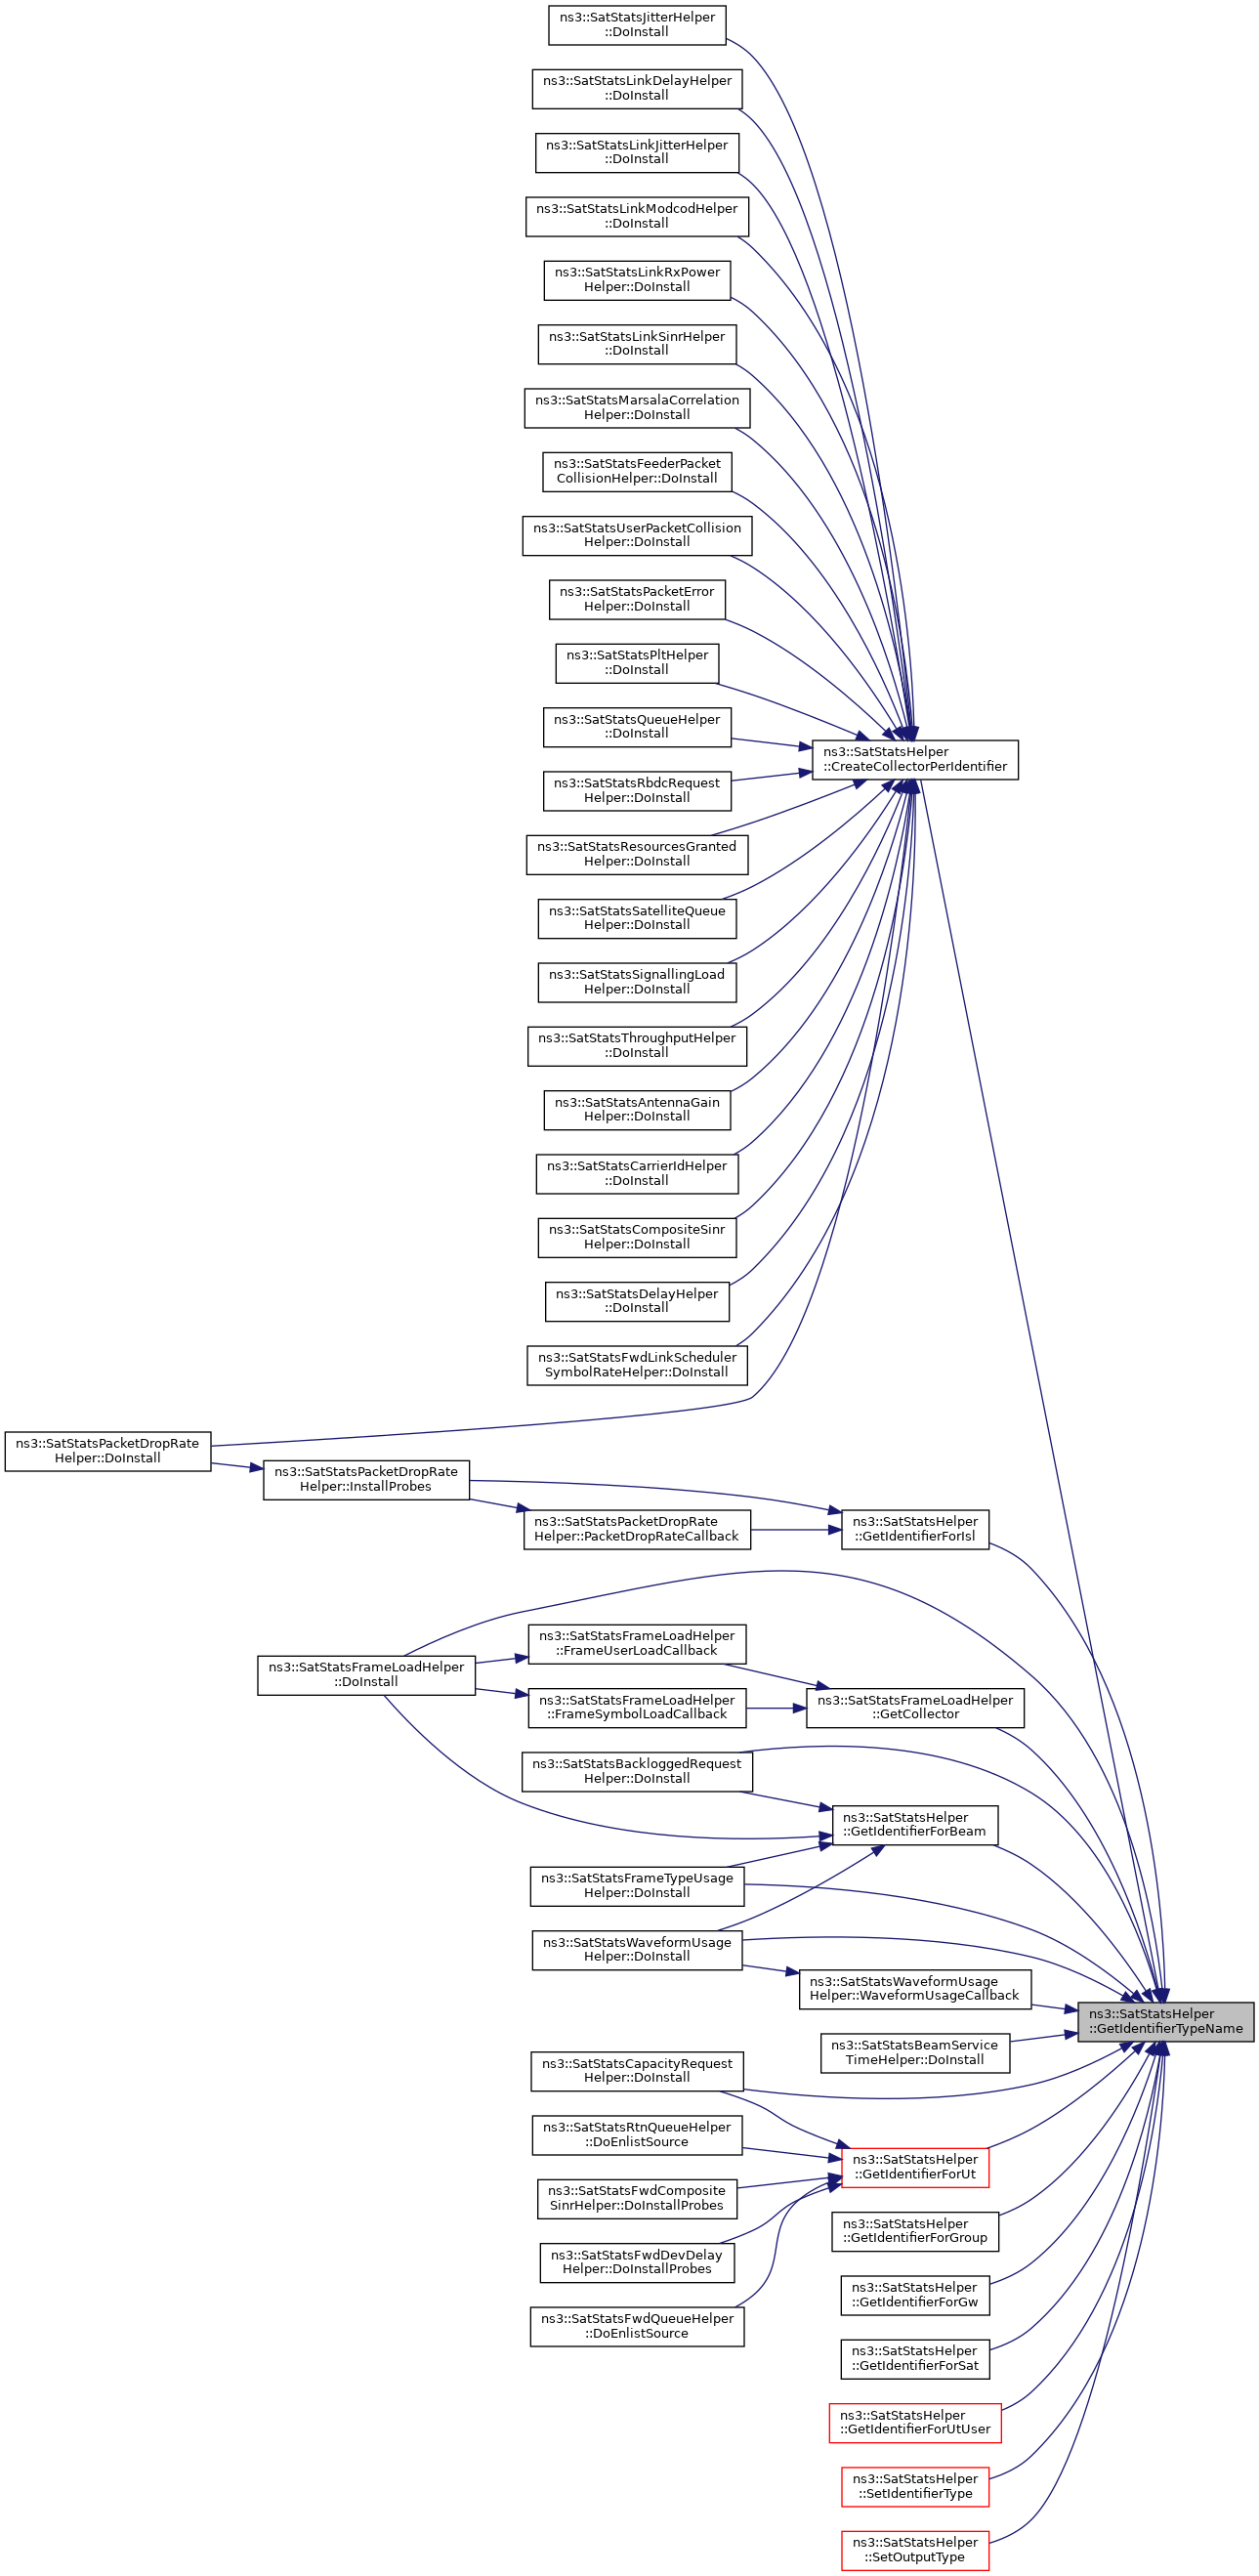 ns3::SatStatsJitterHelper
::DoInstall
ns3::SatStatsLinkDelayHelper
::DoInstall
ns3::SatStatsLinkJitterHelper
::DoInstall
ns3::SatStatsLinkModcodHelper
::DoInstall
ns3::SatStatsLinkRxPower
Helper::DoInstall
ns3::SatStatsLinkSinrHelper
::DoInstall
ns3::SatStatsMarsalaCorrelation
Helper::DoInstall
ns3::SatStatsFeederPacket
CollisionHelper::DoInstall
ns3::SatStatsUserPacketCollision
Helper::DoInstall
ns3::SatStatsPacketError
Helper::DoInstall
ns3::SatStatsPltHelper
::DoInstall
ns3::SatStatsQueueHelper
::DoInstall
ns3::SatStatsHelper
::CreateCollectorPerIdentifier
ns3::SatStatsRbdcRequest
Helper::DoInstall
ns3::SatStatsResourcesGranted
Helper::DoInstall
ns3::SatStatsSatelliteQueue
Helper::DoInstall
ns3::SatStatsSignallingLoad
Helper::DoInstall
ns3::SatStatsThroughputHelper
::DoInstall
ns3::SatStatsAntennaGain
Helper::DoInstall
ns3::SatStatsCarrierIdHelper
::DoInstall
ns3::SatStatsCompositeSinr
Helper::DoInstall
ns3::SatStatsDelayHelper
::DoInstall
ns3::SatStatsFwdLinkScheduler
SymbolRateHelper::DoInstall
ns3::SatStatsPacketDropRate
Helper::DoInstall
ns3::SatStatsPacketDropRate
Helper::InstallProbes
ns3::SatStatsPacketDropRate
Helper::PacketDropRateCallback
ns3::SatStatsHelper
::GetIdentifierForIsl
ns3::SatStatsFrameLoadHelper
::FrameUserLoadCallback
ns3::SatStatsFrameLoadHelper
::DoInstall
ns3::SatStatsFrameLoadHelper
::FrameSymbolLoadCallback
ns3::SatStatsFrameLoadHelper
::GetCollector
ns3::SatStatsBackloggedRequest
Helper::DoInstall
ns3::SatStatsHelper
::GetIdentifierForBeam
ns3::SatStatsFrameTypeUsage
Helper::DoInstall
ns3::SatStatsWaveformUsage
Helper::DoInstall
ns3::SatStatsWaveformUsage
Helper::WaveformUsageCallback
ns3::SatStatsHelper
::GetIdentifierTypeName
ns3::SatStatsBeamService
TimeHelper::DoInstall
ns3::SatStatsCapacityRequest
Helper::DoInstall
ns3::SatStatsRtnQueueHelper
::DoEnlistSource
ns3::SatStatsHelper
::GetIdentifierForUt
ns3::SatStatsFwdComposite
SinrHelper::DoInstallProbes
ns3::SatStatsHelper
::GetIdentifierForGroup
ns3::SatStatsFwdDevDelay
Helper::DoInstallProbes
ns3::SatStatsHelper
::GetIdentifierForGw
ns3::SatStatsFwdQueueHelper
::DoEnlistSource
ns3::SatStatsHelper
::GetIdentifierForSat
ns3::SatStatsHelper
::GetIdentifierForUtUser
ns3::SatStatsHelper
::SetIdentifierType
ns3::SatStatsHelper
::SetOutputType